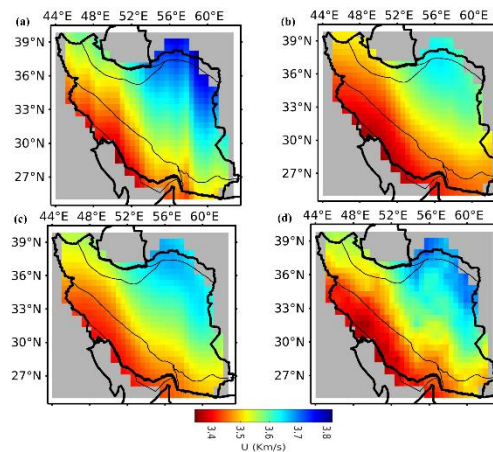 44°E 48°E 52°E 56°E 60°E 44°E 48°E 52°E 56°E 60°E
(a) (b)
39°N 39°N
36°N 36°N
33°N 33°N
30°N 30°N
27°N 27°N
44°E 48°E 52°E 56°E 60°E 44°E 48°E 52°E 56°E 60°E
(c) (d)
39°N 39°N
36°N 36°N
33°N 33°N
30°N 30°N
27°N 27°N
3.4 3.5 3.6 3.7 3.8
U (Km/s)